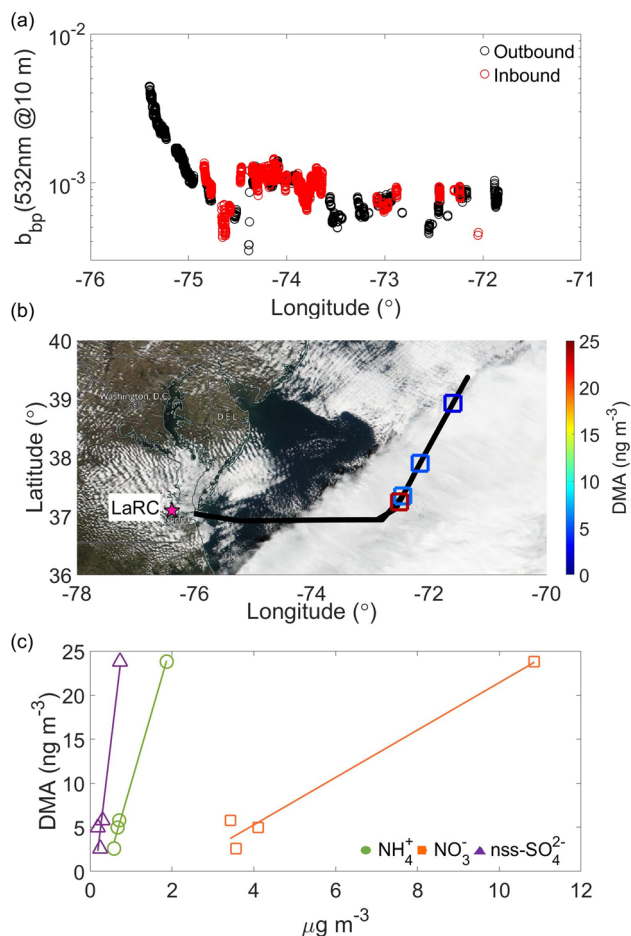 (a)
10^-2
○ Outbound
○ Inbound
b_bp(532nm @10 m)
10^-3
-76 -75 -74 -73 -72 -71
Longitude (°)
(b)
40
39
38
37
36
Latitude (°)
Washington, D.C.
DEL.
LaRC
-78 -76 -74 -72 -70
Longitude (°)
25
20
15
10
5
0
DMA (ng m^-3)
(c)
25
20
15
10
5
0
DMA (ng m^-3)
NH_4^+ NO_3^- nss-SO_4^2-
0 2 4 6 8 10 12
μg m^-3